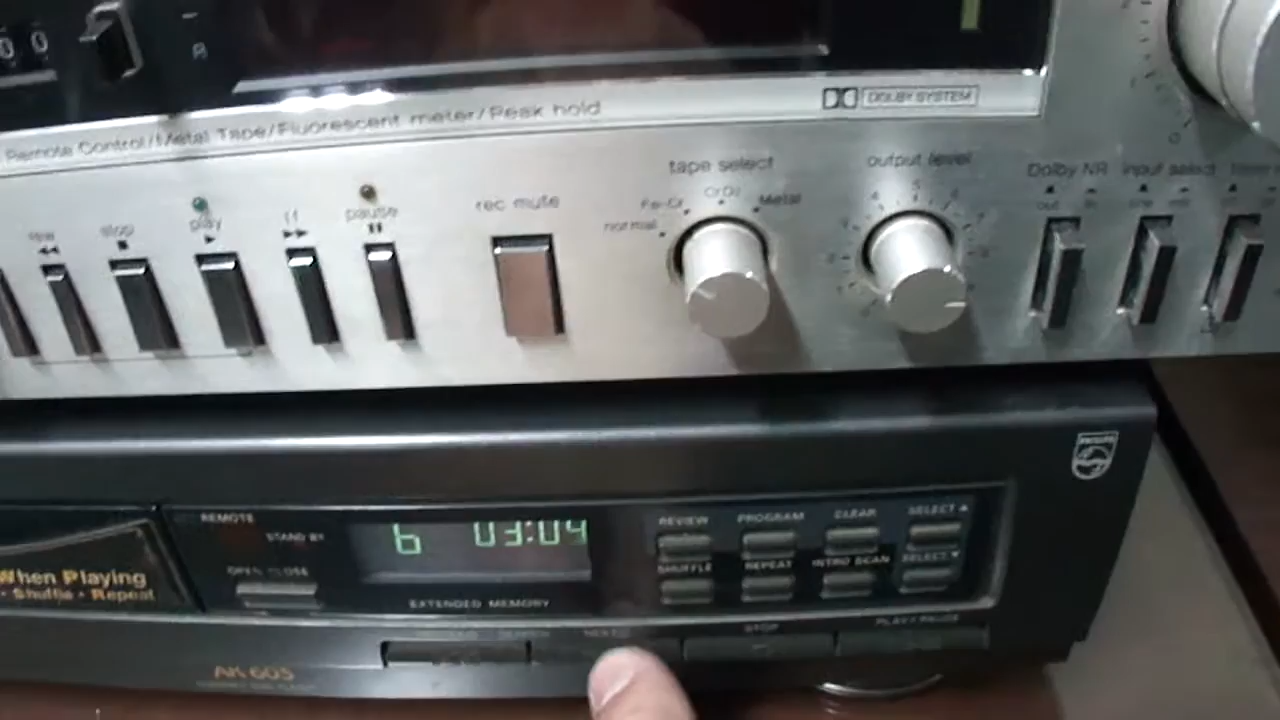 00
Remote Control/Metal Tape/Fluorescent meter/Peak hold
DOLBY SYSTEM
tape select
output level
Dolby NR
input select
rec mute
play
stop
pause
normal
Fe-Cr
CrO2
Metal
out
in
PHILIPS
REMOTE
STAND BY
OPEN/CLOSE
6 03:04
EXTENDED MEMORY
REVIEW
PROGRAM
CLEAR
SELECT
SHUFFLE
REPEAT
INTRO SCAN
SELECT
When Playing
• Shuffle • Repeat
NEXT
STOP
PLAY/PAUSE
AK 605